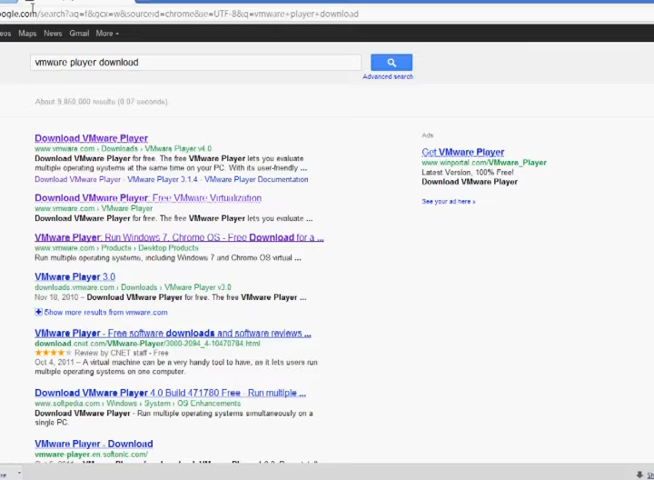 ogle.com/search?aq=f&gcx=w&sourceid=chrome&ie=UTF-8&q=vmware+player+download
Maps News Gmail More
vmware player download
Advanced search
About 9,860,000 results (0.07 seconds)
Download VMware Player
www.vmware.com › Downloads › VMware Player v4.0
Download VMware Player for free. The free VMware Player lets you evaluate
multiple operating systems at the same time on your PC. With its user-friendly ...
Download VMware Player - VMware Player 3.1.4 - VMware Player Documentation
Download VMware Player: Free VMware Virtualization
www.vmware.com › VMware Player
Download VMware Player for free. The free VMware Player lets you evaluate ...
VMware Player: Run Windows 7, Chrome OS - Free Download for a ...
www.vmware.com › Products › Desktop Products
Run multiple operating systems, including Windows 7 and Chrome OS virtual ...
VMware Player 3.0
downloads.vmware.com › Downloads › VMware Player v3.0
Nov 18, 2010 – Download VMware Player for free. The free VMware Player ...
Show more results from vmware.com
VMware Player - Free software downloads and software reviews ...
download.cnet.com/VMware-Player/3000-2094_4-10470784.html
Review by CNET staff - Free
Oct 4, 2011 – A virtual machine can be a very handy tool to have, as it lets users run
multiple operating systems on one computer.
Download VMware Player 4.0 Build 471780 Free - Run multiple ...
www.softpedia.com › Windows › System › OS Enhancements
Download VMware Player - Run multiple operating systems simultaneously on a
single PC.
VMware Player - Download
vmware-player.en.softonic.com/
Ads
Get VMware Player
www.winportal.com/VMware_Player
Latest Version, 100% Free!
Download VMware Player
See your ad here »